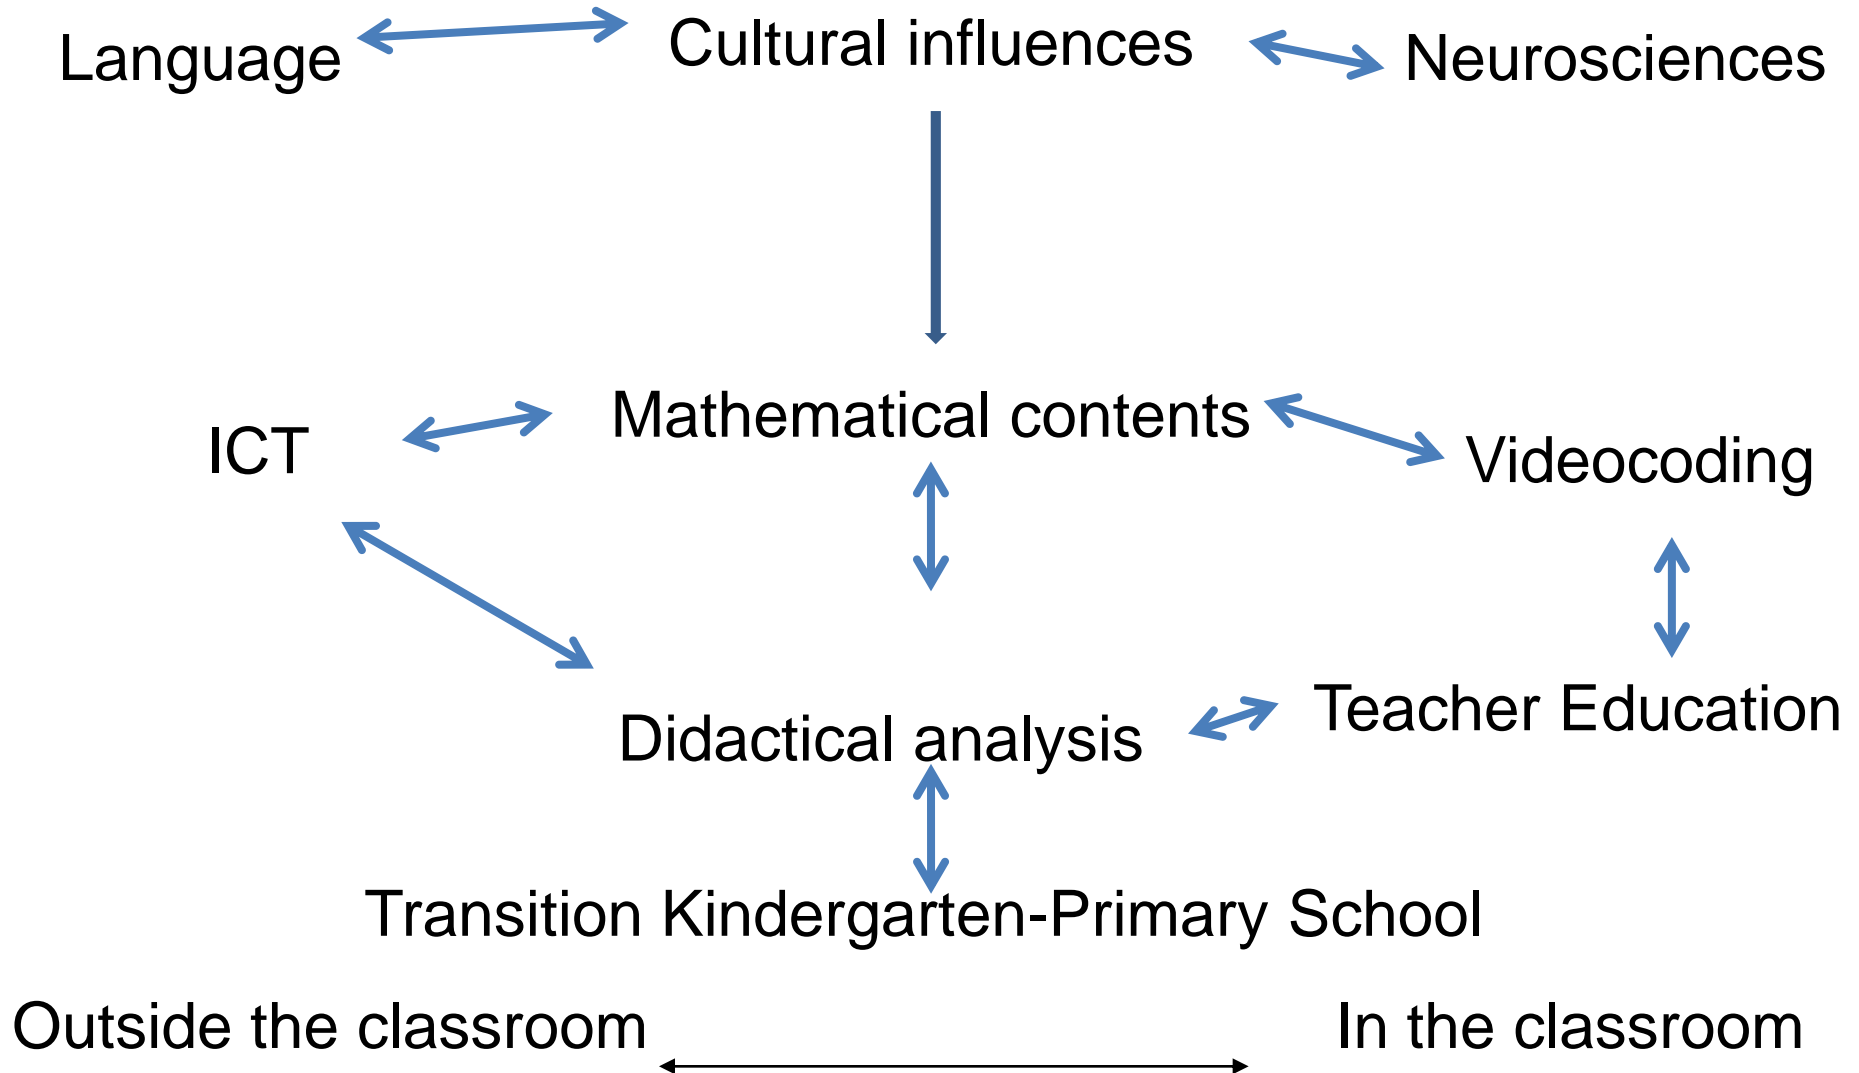 Language
Cultural influences
Neurosciences
ICT
Mathematical contents
Videocoding
Didactical analysis
Teacher Education
Transition Kindergarten-Primary School
Outside the classroom
In the classroom